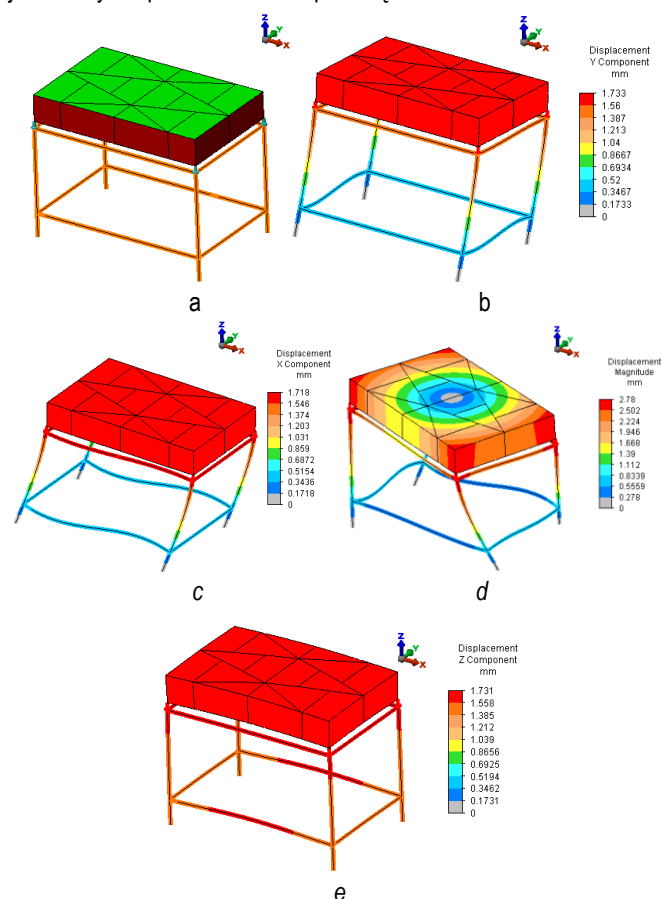 Z
Y
X
a
Z
Y
X
Displacement
Y Component
mm
1.733
1.56
1.387
1.213
1.04
0.8667
0.6934
0.52
0.3467
0.1733
0
b
Z
Y
X
Displacement
X Component
mm
1.718
1.546
1.374
1.203
1.031
0.859
0.6872
0.5154
0.3436
0.1718
0
c
Z
Y
X
Displacement
Magnitude
mm
2.78
2.502
2.224
1.946
1.668
1.39
1.112
0.8339
0.5559
0.278
0
d
Z
Y
X
Displacement
Z Component
mm
1.731
1.558
1.385
1.212
1.039
0.8656
0.6925
0.5194
0.3462
0.1731
0
e